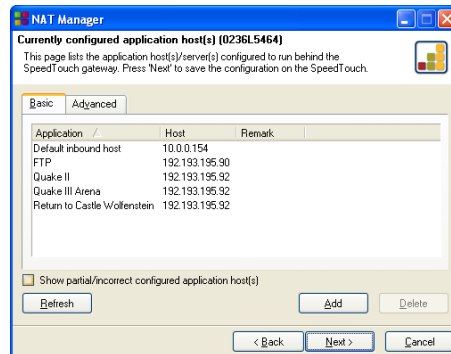 NAT Manager
Currently configured application host(s) (0236L5464)
This page lists the application host(s)/server(s) configured to run behind the
SpeedTouch gateway. Press 'Next' to save the configuration on the SpeedTouch.
Basic Advanced
Application Host Remark
Default inbound host 10.0.0.154
FTP 192.193.195.90
Quake II 192.193.195.92
Quake III Arena 192.193.195.92
Return to Castle Wolfenstein 192.193.195.92
Show partial/incorrect configured application host(s)
Refresh Add Delete
< Back Next > Cancel